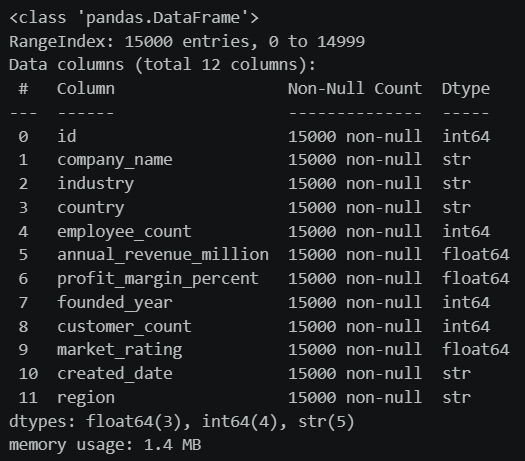 <class 'pandas.DataFrame'>
RangeIndex: 15000 entries, 0 to 14999
Data columns (total 12 columns):
 #   Column                  Non-Null Count  Dtype
---  ------                  --------------  -----
 0   id                      15000 non-null  int64
 1   company_name            15000 non-null  str
 2   industry                15000 non-null  str
 3   country                 15000 non-null  str
 4   employee_count          15000 non-null  int64
 5   annual_revenue_million  15000 non-null  float64
 6   profit_margin_percent   15000 non-null  float64
 7   founded_year            15000 non-null  int64
 8   customer_count          15000 non-null  int64
 9   market_rating           15000 non-null  float64
 10  created_date            15000 non-null  str
 11  region                  15000 non-null  str
dtypes: float64(3), int64(4), str(5)
memory usage: 1.4 MB